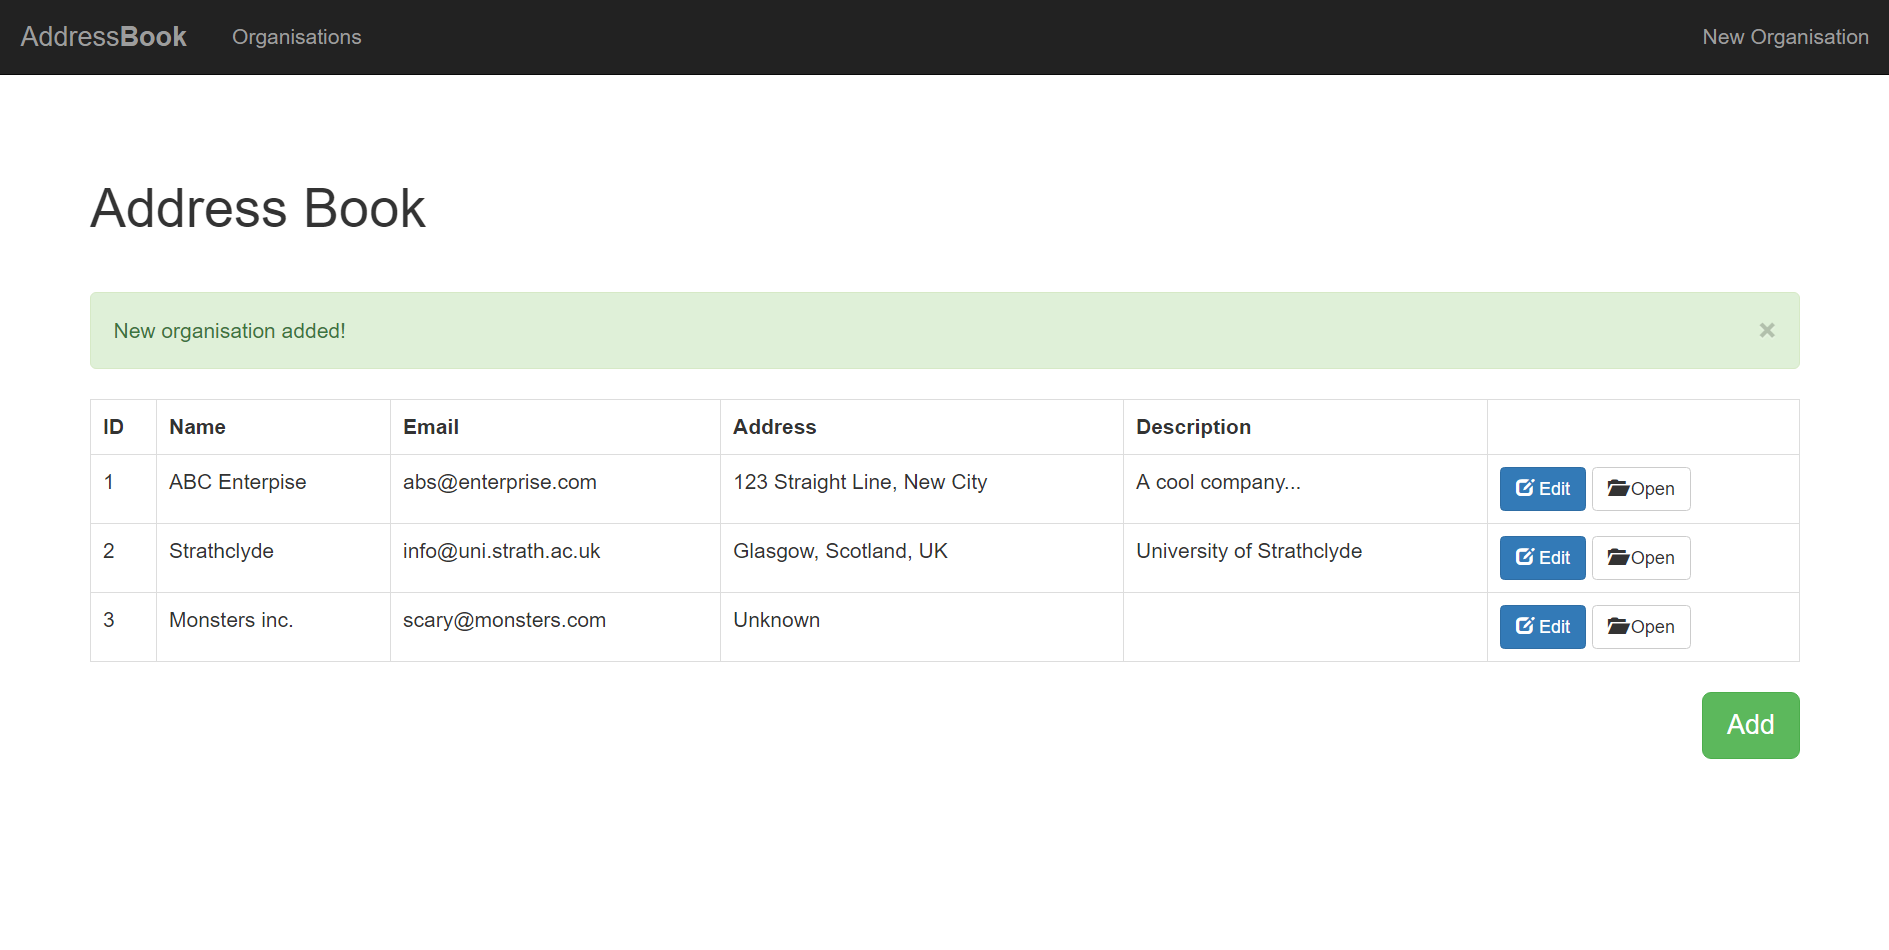 AddressBook Organisations New Organisation
Address Book
New organisation added! ×
ID Name Email Address Description
1 ABC Enterpise abs@enterprise.com 123 Straight Line, New City A cool company... Edit Open
2 Strathclyde info@uni.strath.ac.uk Glasgow, Scotland, UK University of Strathclyde Edit Open
3 Monsters inc. scary@monsters.com Unknown Edit Open
Add